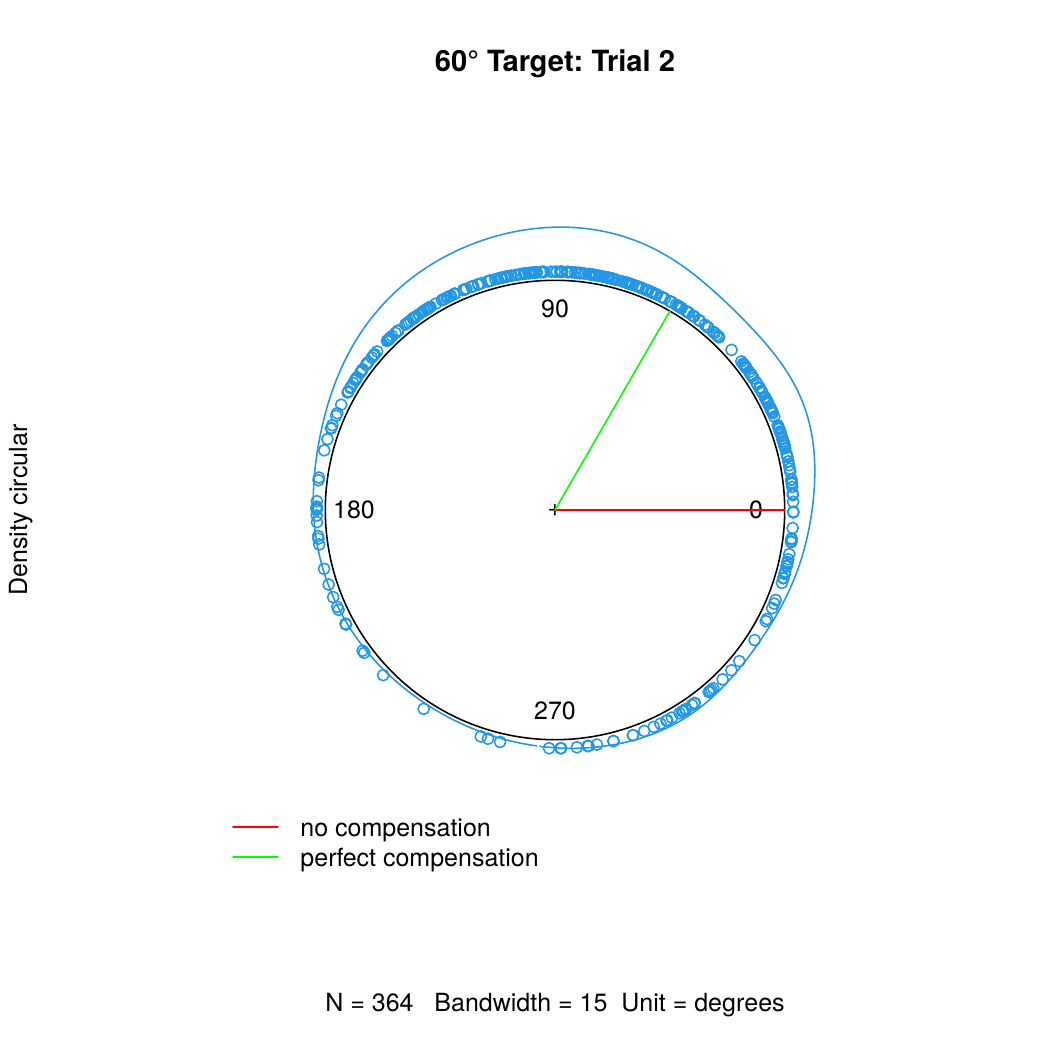 60° Target: Trial 2
90
180
0
270
Density circular
no compensation
perfect compensation
N = 364 Bandwidth = 15 Unit = degrees